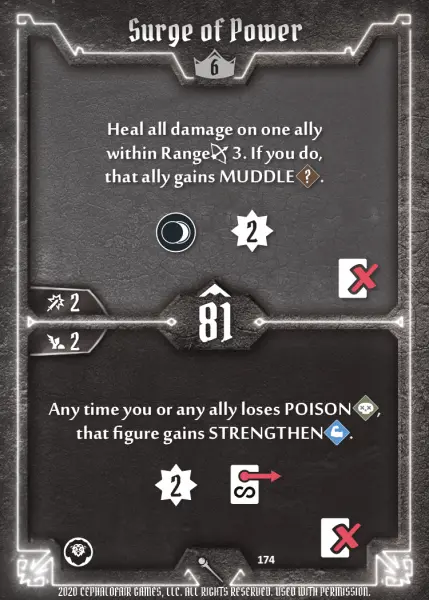 Surge of Power
6
Heal all damage on one ally
within Range 3. If you do,
that ally gains MUDDLE ?.
2
2
81
2
Any time you or any ally loses POISON,
that figure gains STRENGTHEN.
2
174
2020 CEPHALOFAIR GAMES, LLC. ALL RIGHTS RESERVED. USED WITH PERMISSION.